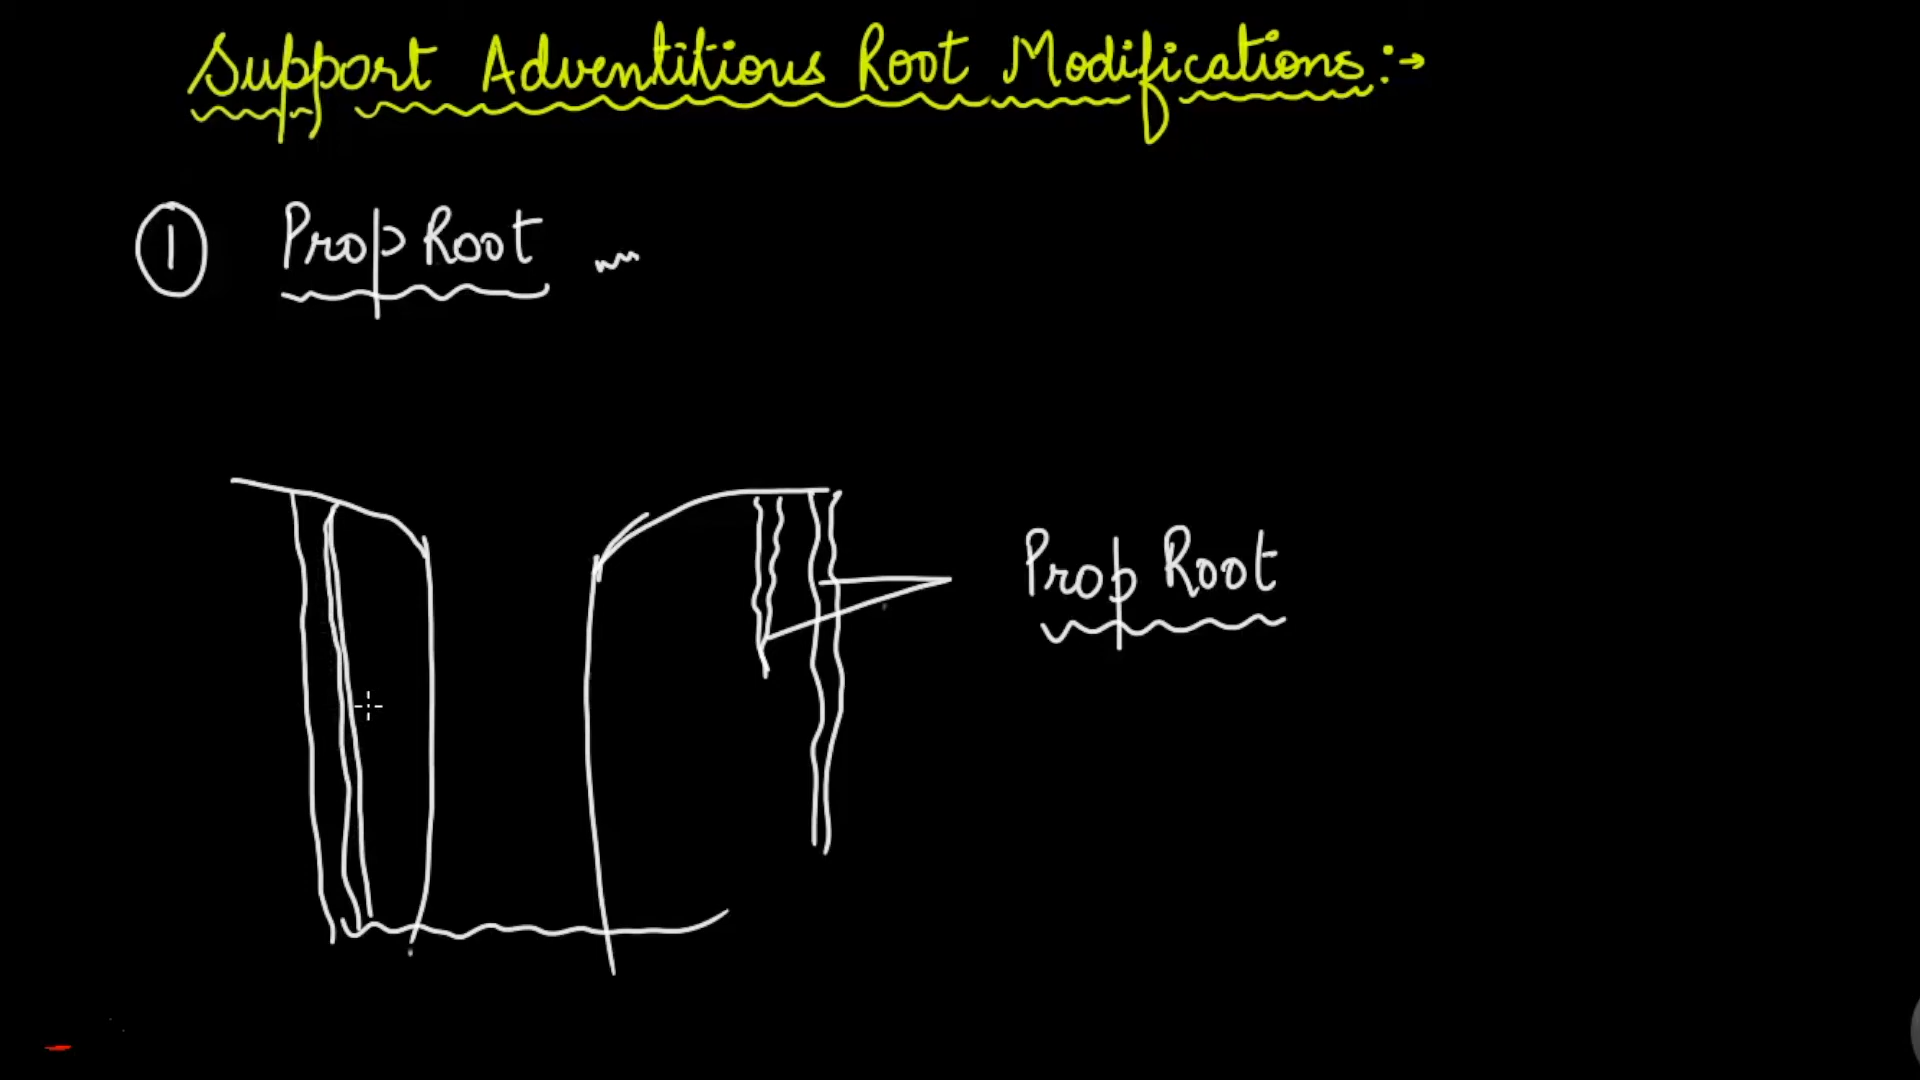 Support Adventitious Root Modifications:→
① Prop Root
Prop Root